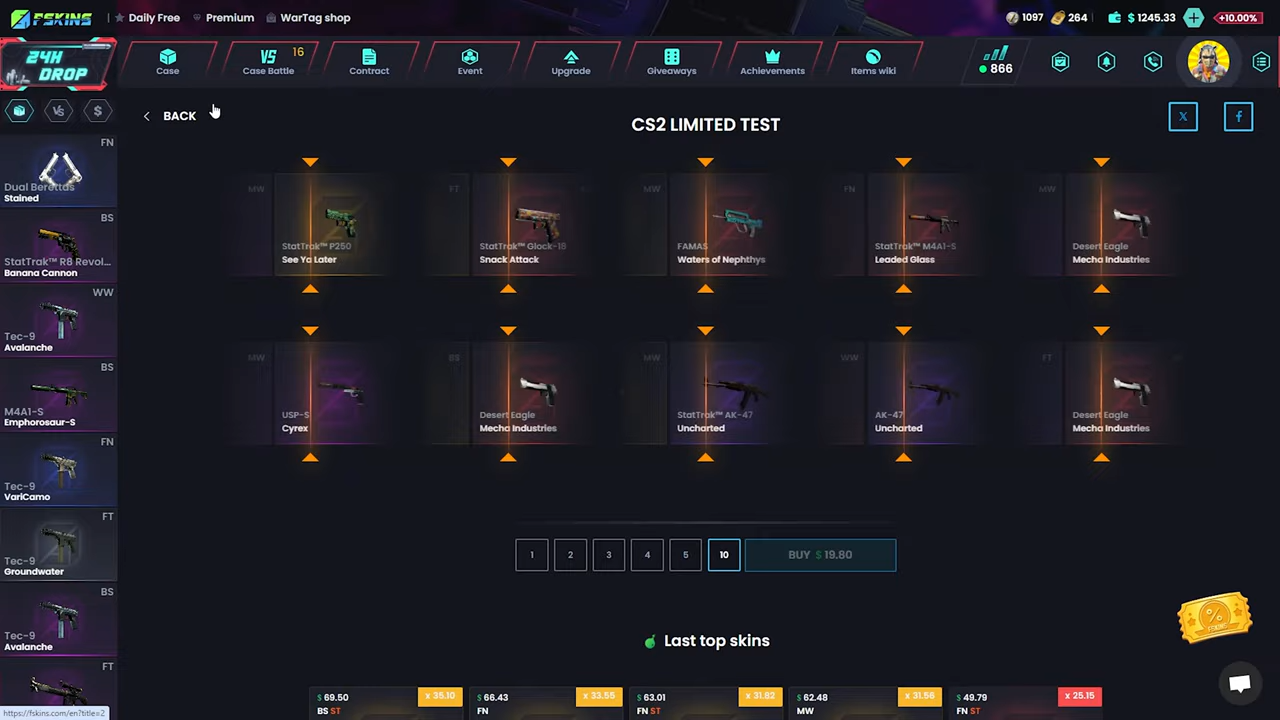 FSKINS
Daily Free
Premium
WarTag shop
1097
264
$ 1245.33
+10.00%
24H
DROP
Case
Case Battle
16
Contract
Event
Upgrade
Giveaways
Achievements
Items wiki
866
VS
$
BACK
CS2 LIMITED TEST
X
f
FN
Dual Berettas
Stained
BS
StatTrak™ R8 Revol...
Banana Cannon
WW
Tec-9
Avalanche
BS
M4A1-S
Emphorosaur-S
FN
Tec-9
VariCamo
FT
Tec-9
Groundwater
BS
Tec-9
Avalanche
FT
MW
StatTrak™ P250
See Ya Later
FT
StatTrak™ Glock-18
Snack Attack
MW
FAMAS
Waters of Nephthys
FN
StatTrak™ M4A1-S
Leaded Glass
MW
Desert Eagle
Mecha Industries
MW
USP-S
Cyrex
BS
Desert Eagle
Mecha Industries
MW
StatTrak™ AK-47
Uncharted
WW
AK-47
Uncharted
FT
Desert Eagle
Mecha Industries
1
2
3
4
5
10
BUY $ 19.80
Last top skins
$ 69.50
BS ST
x 35.10
$ 66.43
FN
x 33.55
$ 63.01
FN ST
x 31.82
$ 62.48
MW
x 31.56
$ 49.79
FN ST
x 25.15
%
FSKINS
https://fskins.com/en?title=2